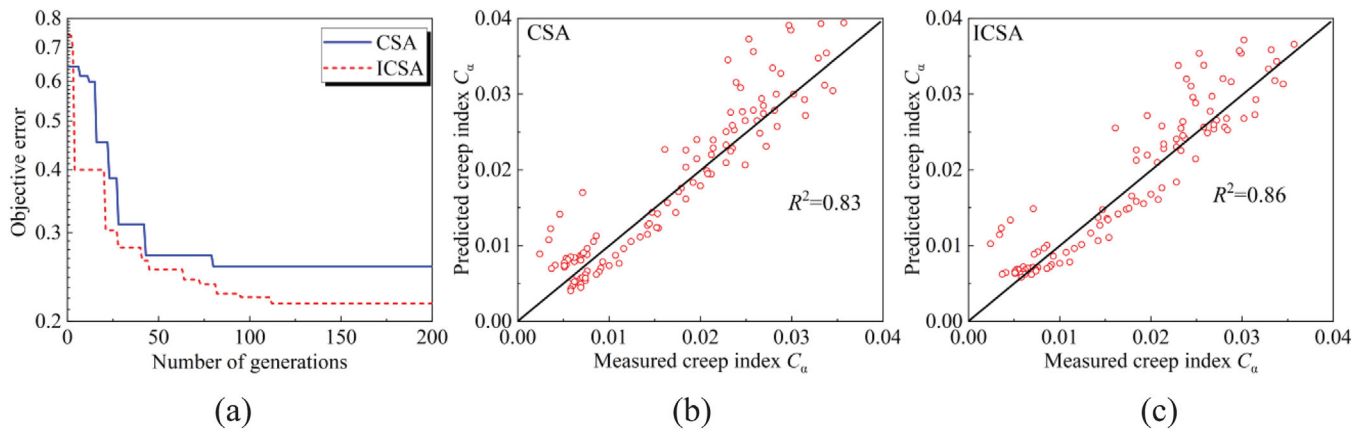 0.8
0.7
0.6
0.5
0.4
0.3
0.2
Objective error
CSA
ICSA
0 50 100 150 200
Number of generations
(a)
0.04
0.03
0.02
0.01
0.00
Predicted creep index Cα
CSA
R²=0.83
0.00 0.01 0.02 0.03 0.04
Measured creep index Cα
(b)
0.04
0.03
0.02
0.01
0.00
Predicted creep index Cα
ICSA
R²=0.86
0.00 0.01 0.02 0.03 0.04
Measured creep index Cα
(c)